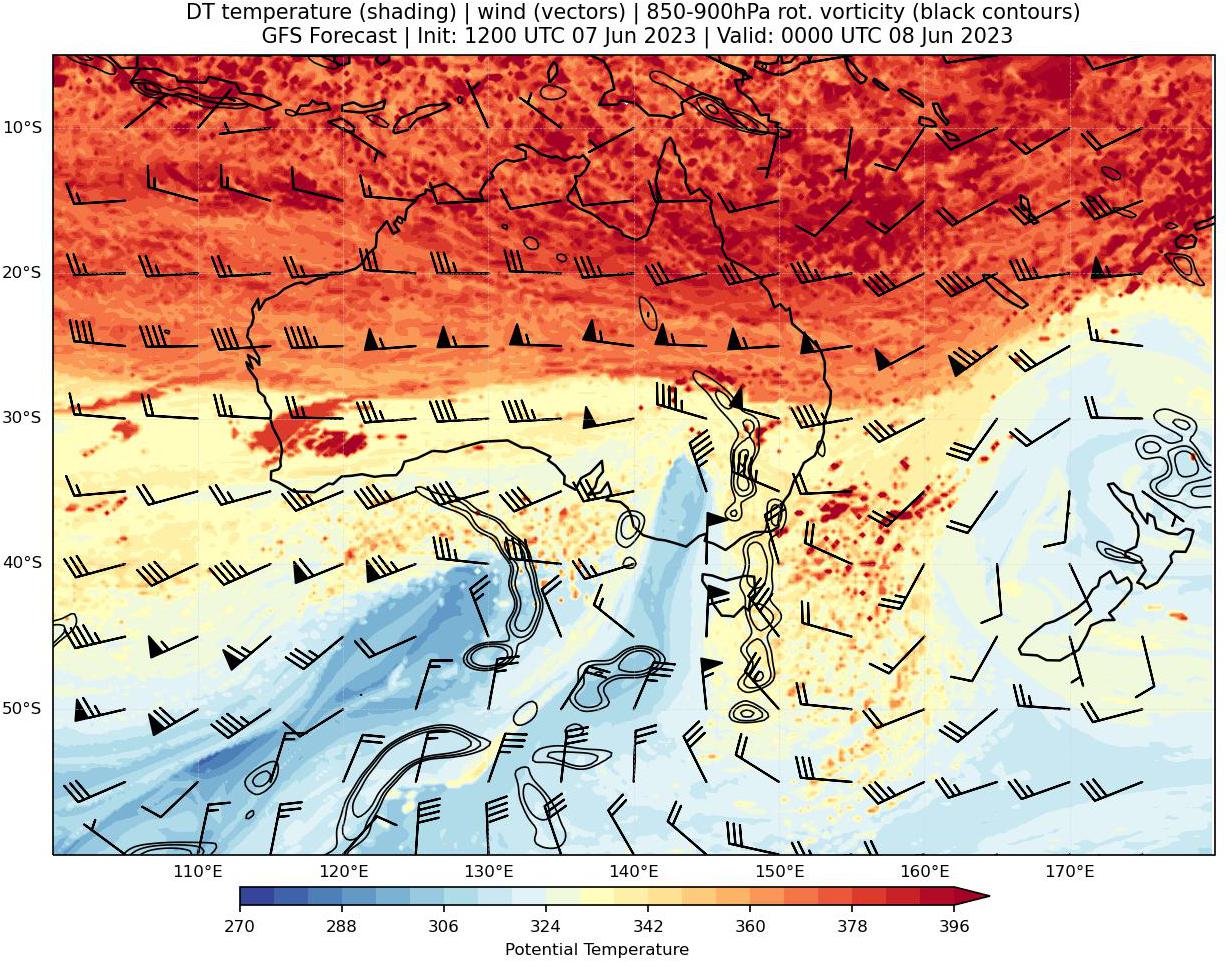 DT temperature (shading) | wind (vectors) | 850-900hPa rot. vorticity (black contours)
GFS Forecast | Init: 1200 UTC 07 Jun 2023 | Valid: 0000 UTC 08 Jun 2023
10°S
20°S
30°S
40°S
50°S
110°E 120°E 130°E 140°E 150°E 160°E 170°E
270 288 306 324 342 360 378 396
Potential Temperature